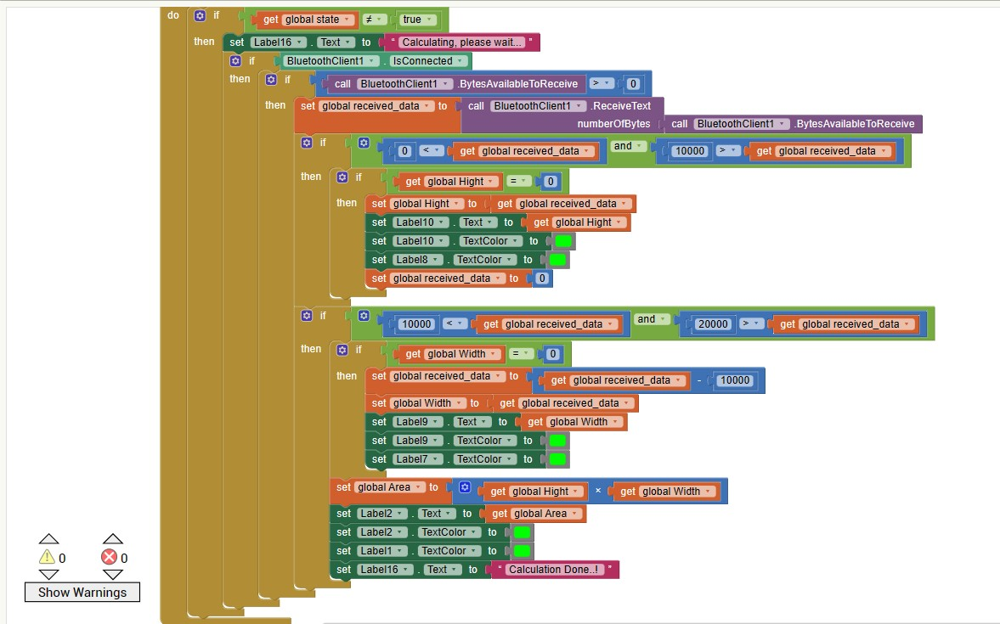 do if get global state ≠ true
then set Label16 . Text to " Calculating, please wait... "
if BluetoothClient1 . IsConnected
then if call BluetoothClient1 .BytesAvailableToReceive > 0
then set global received_data to call BluetoothClient1 .ReceiveText
numberOfBytes call BluetoothClient1 .BytesAvailableToReceive
if 0 < get global received_data and 10000 > get global received_data
then if get global Hight = 0
then set global Hight to get global received_data
set Label10 . Text to get global Hight
set Label10 . TextColor to
set Label8 . TextColor to
set global received_data to 0
if 10000 < get global received_data and 20000 > get global received_data
then if get global Width = 0
then set global received_data to get global received_data - 10000
set global Width to get global received_data
set Label9 . Text to get global Width
set Label9 . TextColor to
set Label7 . TextColor to
set global Area to get global Hight × get global Width
set Label2 . Text to get global Area
set Label2 . TextColor to
set Label1 . TextColor to
set Label16 . Text to " Calculation Done..! "
0 0
Show Warnings